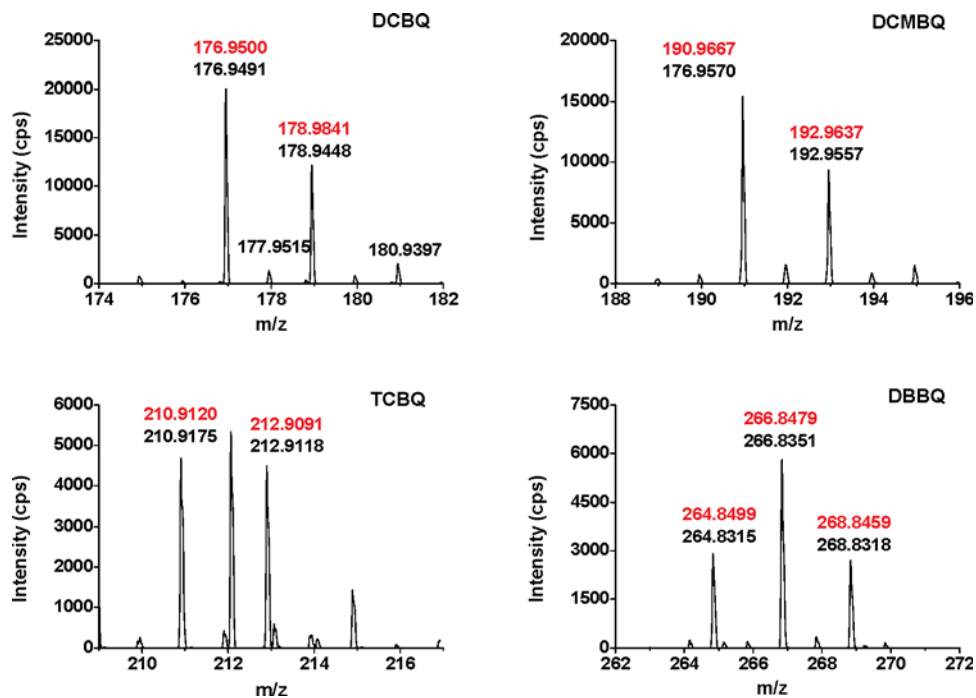 DCBQ
25000
20000
15000
10000
5000
0
Intensity (cps)
176.9500
176.9491
178.9841
178.9448
177.9515
180.9397
174 176 178 180 182
m/z
DCMBQ
20000
15000
10000
5000
0
Intensity (cps)
190.9667
176.9570
192.9637
192.9557
188 190 192 194 196
m/z
TCBQ
6000
5000
4000
3000
2000
1000
0
Intensity (cps)
210.9120
210.9175
212.9091
212.9118
210 212 214 216
m/z
DBBQ
7500
6000
4500
3000
1500
0
Intensity (cps)
266.8479
266.8351
264.8499
264.8315
268.8459
268.8318
262 264 266 268 270 272
m/z